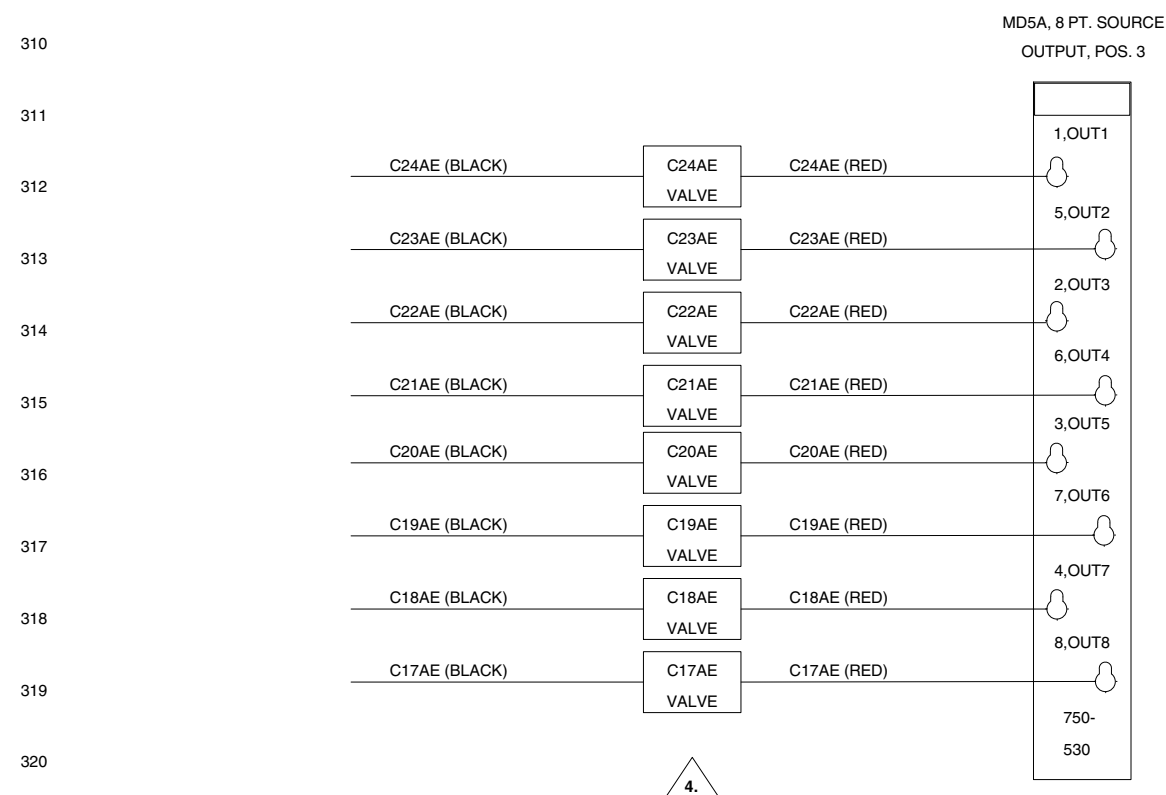 MD5A, 8 PT. SOURCE
310
OUTPUT, POS. 3
311
1,OUT1
C24AE (BLACK) C24AE C24AE (RED)
312
VALVE
5,OUT2
C23AE (BLACK) C23AE C23AE (RED)
313
VALVE
2,OUT3
C22AE (BLACK) C22AE C22AE (RED)
314
VALVE
6,OUT4
C21AE (BLACK) C21AE C21AE (RED)
315
VALVE
3,OUT5
C20AE (BLACK) C20AE C20AE (RED)
316
VALVE
7,OUT6
C19AE (BLACK) C19AE C19AE (RED)
317
VALVE
4,OUT7
C18AE (BLACK) C18AE C18AE (RED)
318
VALVE
8,OUT8
C17AE (BLACK) C17AE C17AE (RED)
319
VALVE
750-
530
320
4.